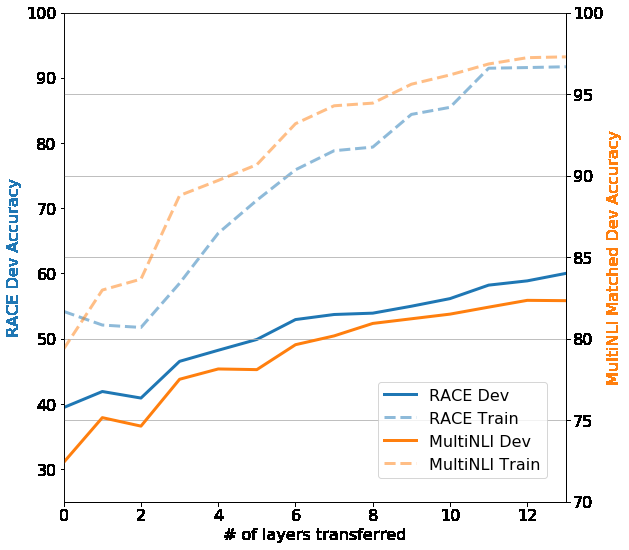 100
90
80
70
60
50
40
30
RACE Dev Accuracy
100
95
90
85
80
75
70
MultiNLI Matched Dev Accuracy
RACE Dev
RACE Train
MultiNLI Dev
MultiNLI Train
0 2 4 6 8 10 12
# of layers transferred